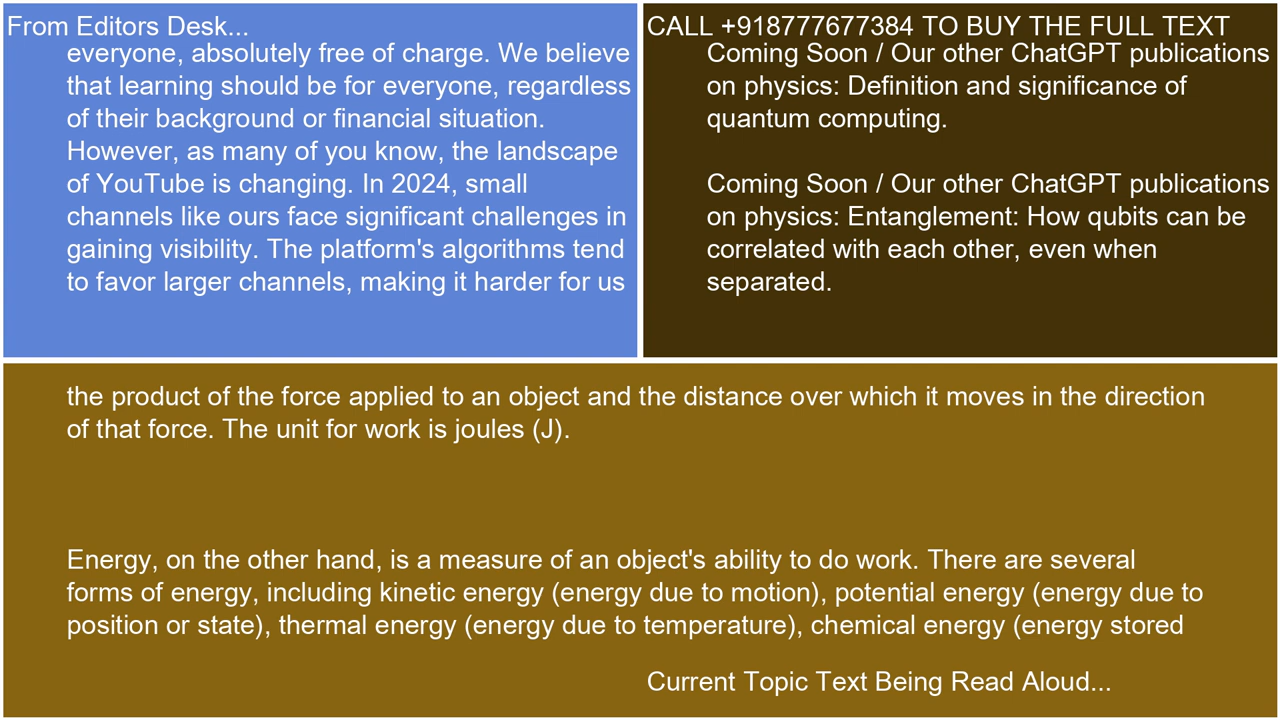 From Editors Desk...
everyone, absolutely free of charge. We believe
that learning should be for everyone, regardless
of their background or financial situation.
However, as many of you know, the landscape
of YouTube is changing. In 2024, small
channels like ours face significant challenges in
gaining visibility. The platform's algorithms tend
to favor larger channels, making it harder for us
CALL +918777677384 TO BUY THE FULL TEXT
Coming Soon / Our other ChatGPT publications
on physics: Definition and significance of
quantum computing.
Coming Soon / Our other ChatGPT publications
on physics: Entanglement: How qubits can be
correlated with each other, even when
separated.
the product of the force applied to an object and the distance over which it moves in the direction
of that force. The unit for work is joules (J).
Energy, on the other hand, is a measure of an object's ability to do work. There are several
forms of energy, including kinetic energy (energy due to motion), potential energy (energy due to
position or state), thermal energy (energy due to temperature), chemical energy (energy stored
Current Topic Text Being Read Aloud...